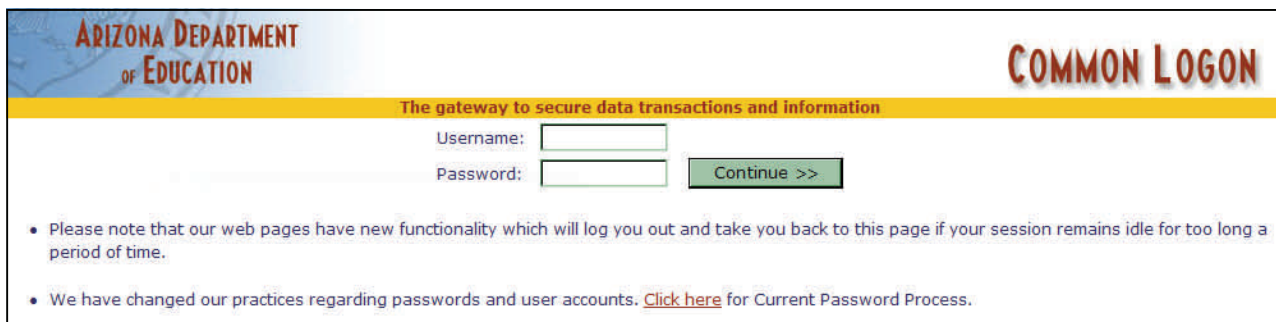 ARIZONA DEPARTMENT
OF EDUCATION
COMMON LOGON
The gateway to secure data transactions and information
Username:
Password:
Continue >>
• Please note that our web pages have new functionality which will log you out and take you back to this page if your session remains idle for too long a
period of time.
• We have changed our practices regarding passwords and user accounts. Click here for Current Password Process.